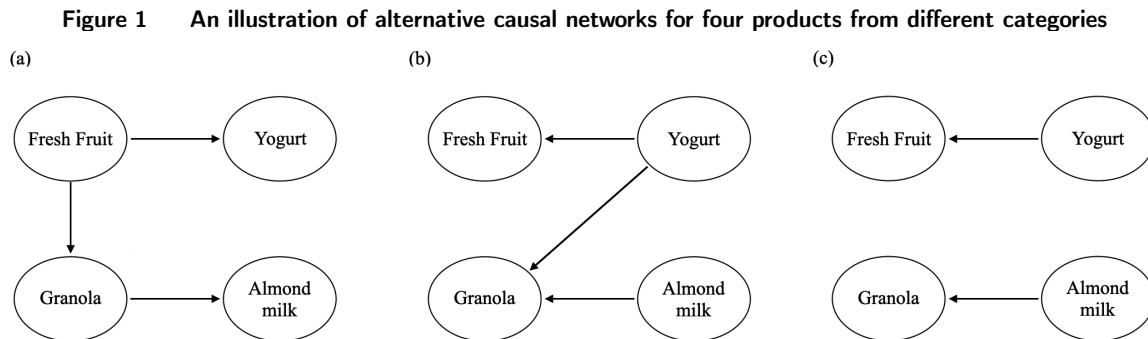 Figure 1 An illustration of alternative causal networks for four products from different categories
(a)
Fresh Fruit
Yogurt
Granola
Almond
milk
(b)
Fresh Fruit
Yogurt
Granola
Almond
milk
(c)
Fresh Fruit
Yogurt
Granola
Almond
milk